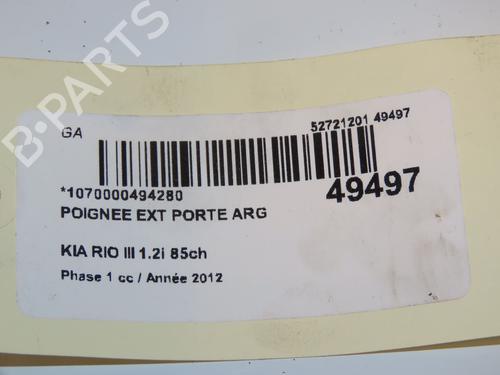 B-PARTS
GA
52721201 49497
*1070000494280
49497
POIGNEE EXT PORTE ARG
KIA RIO III 1.2i 85ch
Phase 1 cc / Année 2012